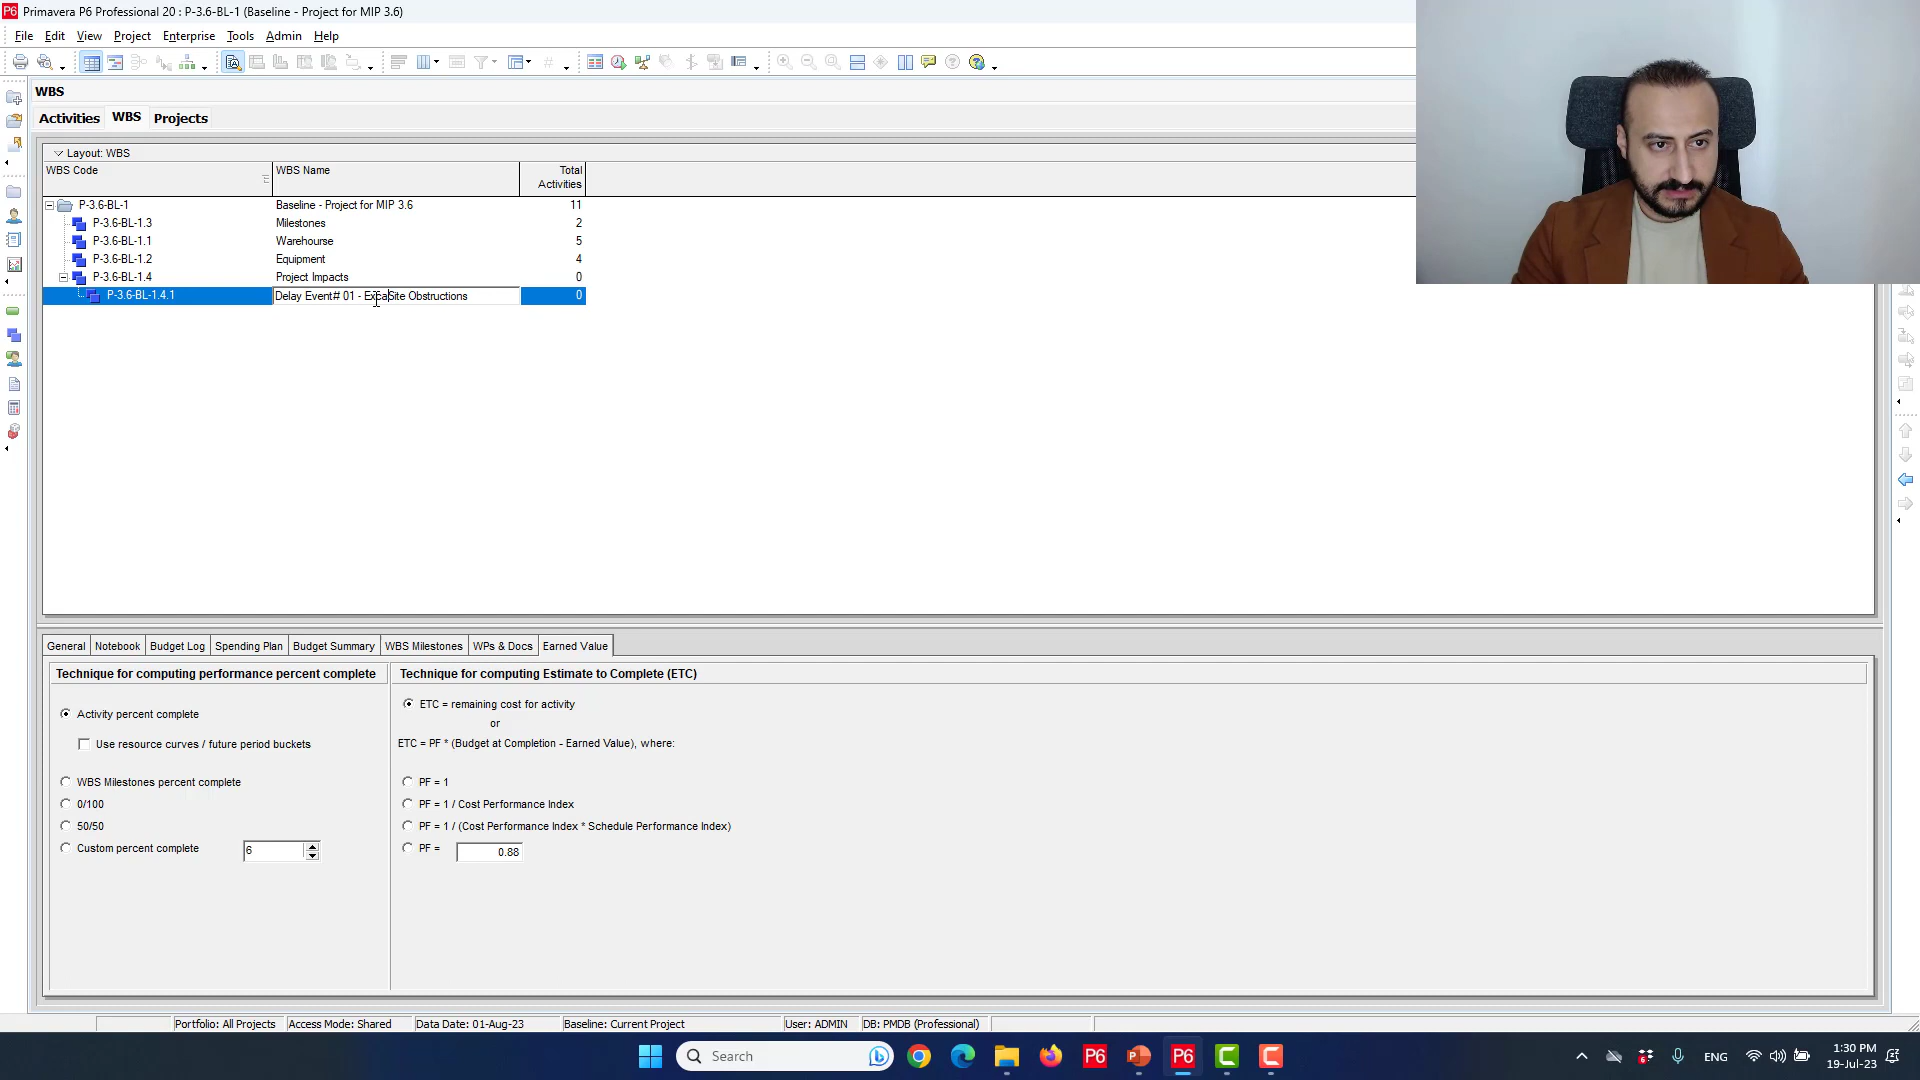 Primavera P6 Professional 20 : P-3.6-BL-1 (Baseline - Project for MIP 3.6)
File Edit View Project Enterprise Tools Admin Help
WBS
Activities WBS Projects
Layout: WBS
WBS Code WBS Name Total Activities
P-3.6-BL-1 Baseline - Project for MIP 3.6 11
P-3.6-BL-1.3 Milestones 2
P-3.6-BL-1.1 Warehourse 5
P-3.6-BL-1.2 Equipment 4
P-3.6-BL-1.4 Project Impacts 0
P-3.6-BL-1.4.1 Delay Event# 01 - ExcaSite Obstructions 0
General Notebook Budget Log Spending Plan Budget Summary WBS Milestones WPs & Docs Earned Value
Technique for computing performance percent complete
Activity percent complete
Use resource curves / future period buckets
WBS Milestones percent complete
0/100
50/50
Custom percent complete 6
Technique for computing Estimate to Complete (ETC)
ETC = remaining cost for activity
or
ETC = PF * (Budget at Completion - Earned Value), where:
PF = 1
PF = 1 / Cost Performance Index
PF = 1 / (Cost Performance Index * Schedule Performance Index)
PF = 0.88
Portfolio: All Projects Access Mode: Shared Data Date: 01-Aug-23 Baseline: Current Project User: ADMIN DB: PMDB (Professional)
Search
ENG
1:30 PM
19-Jul-23